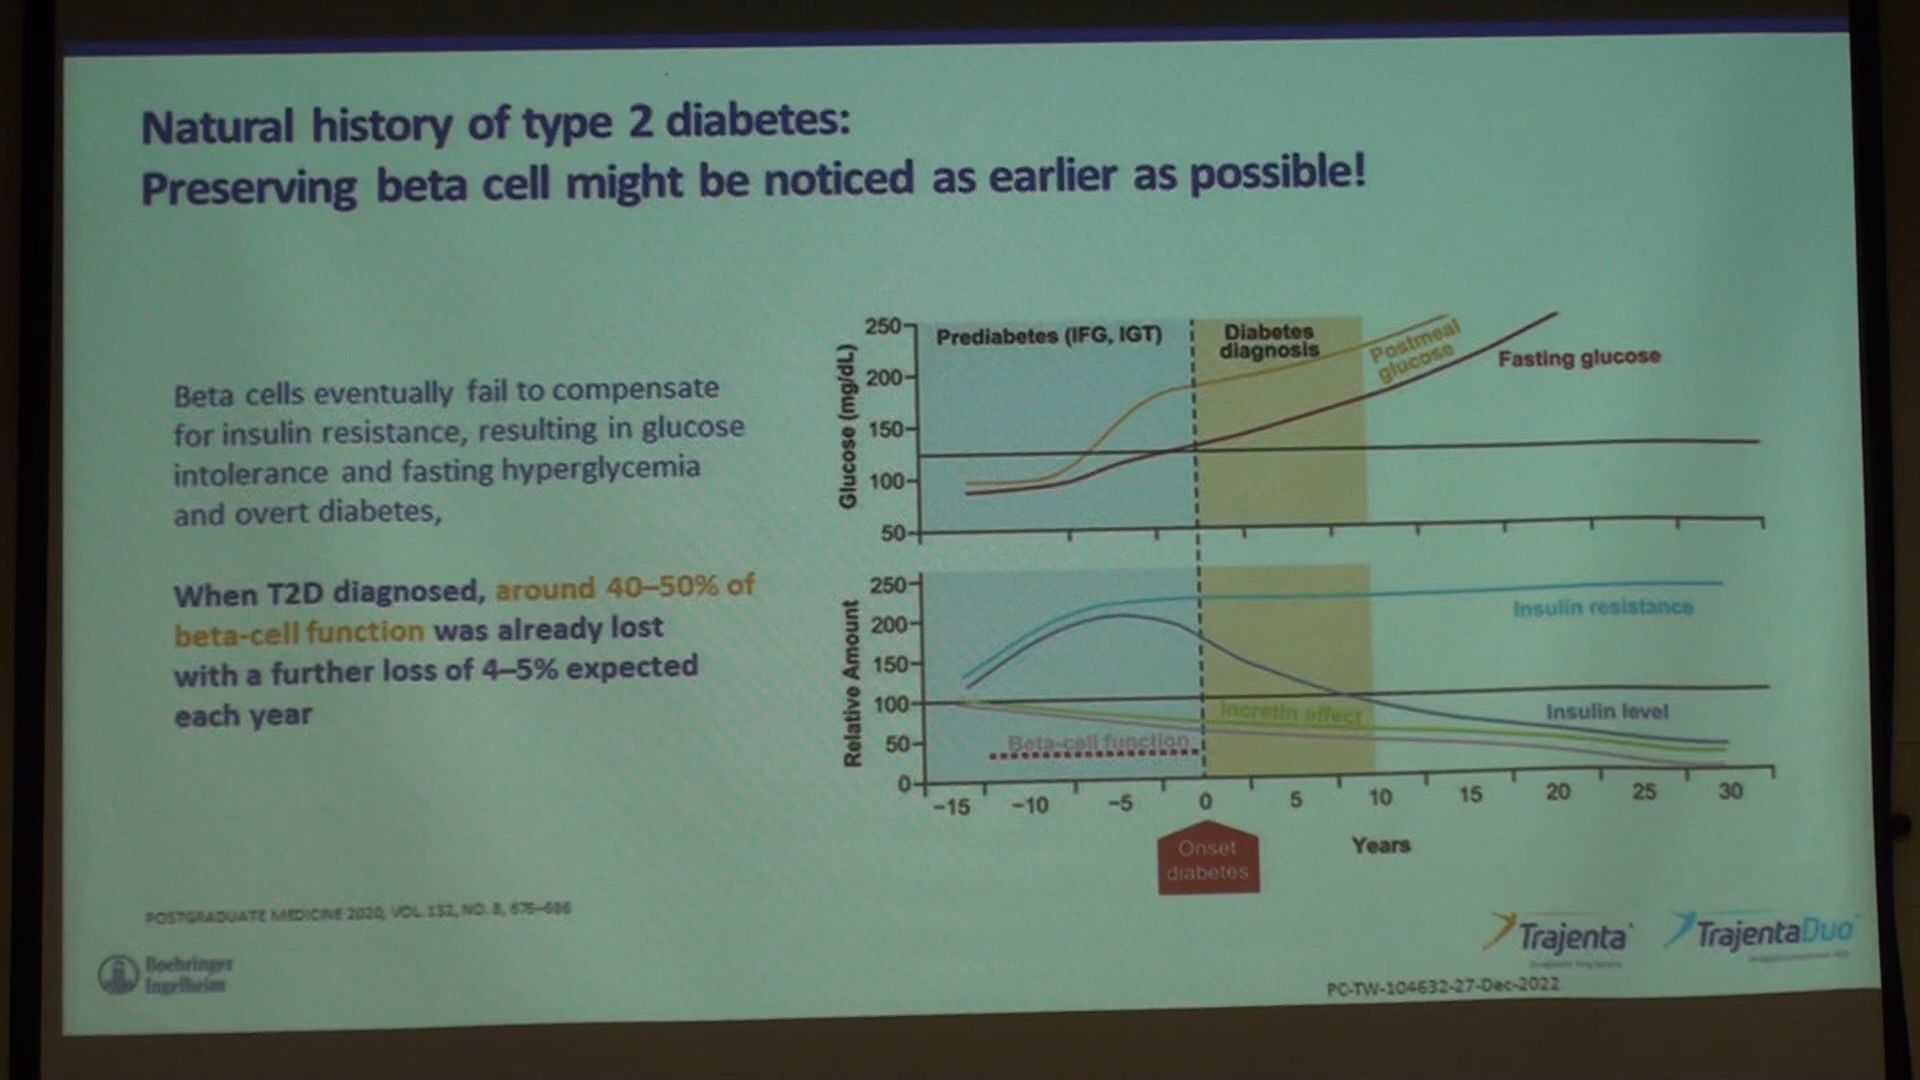 Natural history of type 2 diabetes:
Preserving beta cell might be noticed as earlier as possible!
Beta cells eventually fail to compensate
for insulin resistance, resulting in glucose
intolerance and fasting hyperglycemia
and overt diabetes,
When T2D diagnosed, around 40–50% of
beta-cell function was already lost
with a further loss of 4–5% expected
each year
Glucose (mg/dL)
250
200
150
100
50
Prediabetes (IFG, IGT)
Diabetes
diagnosis
Postmeal
glucose
Fasting glucose
Relative Amount
250
200
150
100
50
0
Insulin resistance
Incretin effect
Insulin level
Beta-cell function
−15 −10 −5 0 5 10 15 20 25 30
Years
Onset
diabetes
POSTGRADUATE MEDICINE 2020, VOL. 132, NO. 8, 676–686
Boehringer
Ingelheim
Trajenta
TrajentaDuo
PC-TW-104632-27-Dec-2022